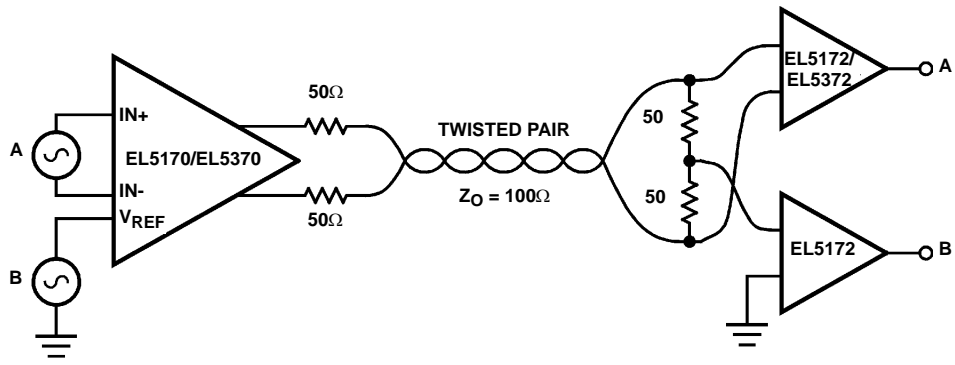 A
B
IN+
IN-
VREF
EL5170/EL5370
50Ω
50Ω
TWISTED PAIR
ZO = 100Ω
50
50
EL5172/
EL5372
A
EL5172
B